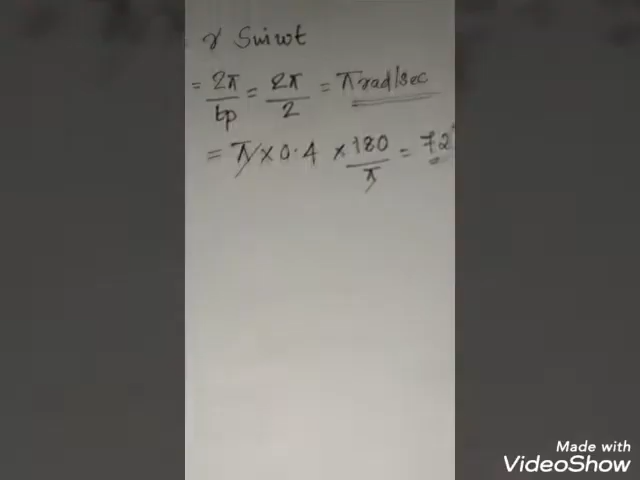 r Sinwt
= 2π/tp = 2π/2 = π rad/sec
= π × 0.4 × 180/π = 72°
Made with
VideoShow